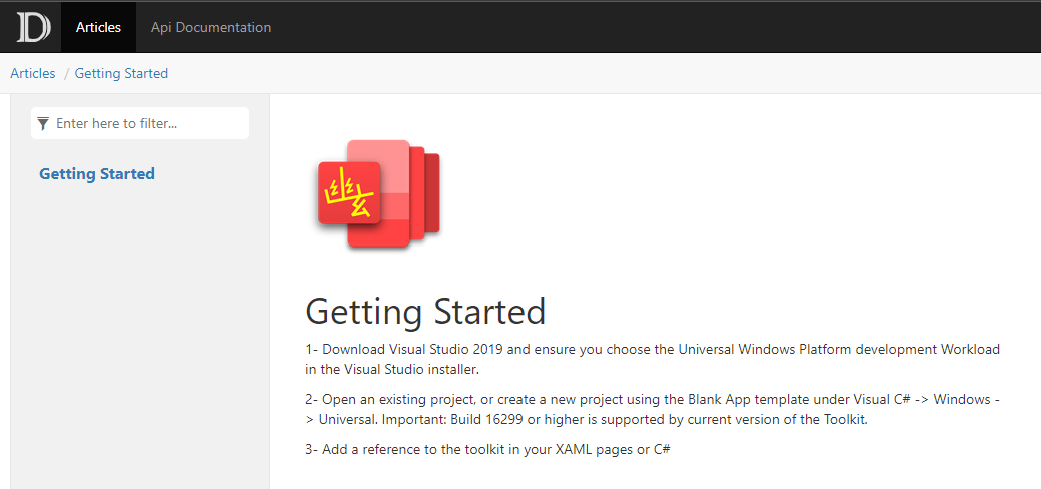 Articles
Api Documentation
Articles / Getting Started
Enter here to filter...
Getting Started
Getting Started
1- Download Visual Studio 2019 and ensure you choose the Universal Windows Platform development Workload
in the Visual Studio installer.
2- Open an existing project, or create a new project using the Blank App template under Visual C# -> Windows -
> Universal. Important: Build 16299 or higher is supported by current version of the Toolkit.
3- Add a reference to the toolkit in your XAML pages or C#